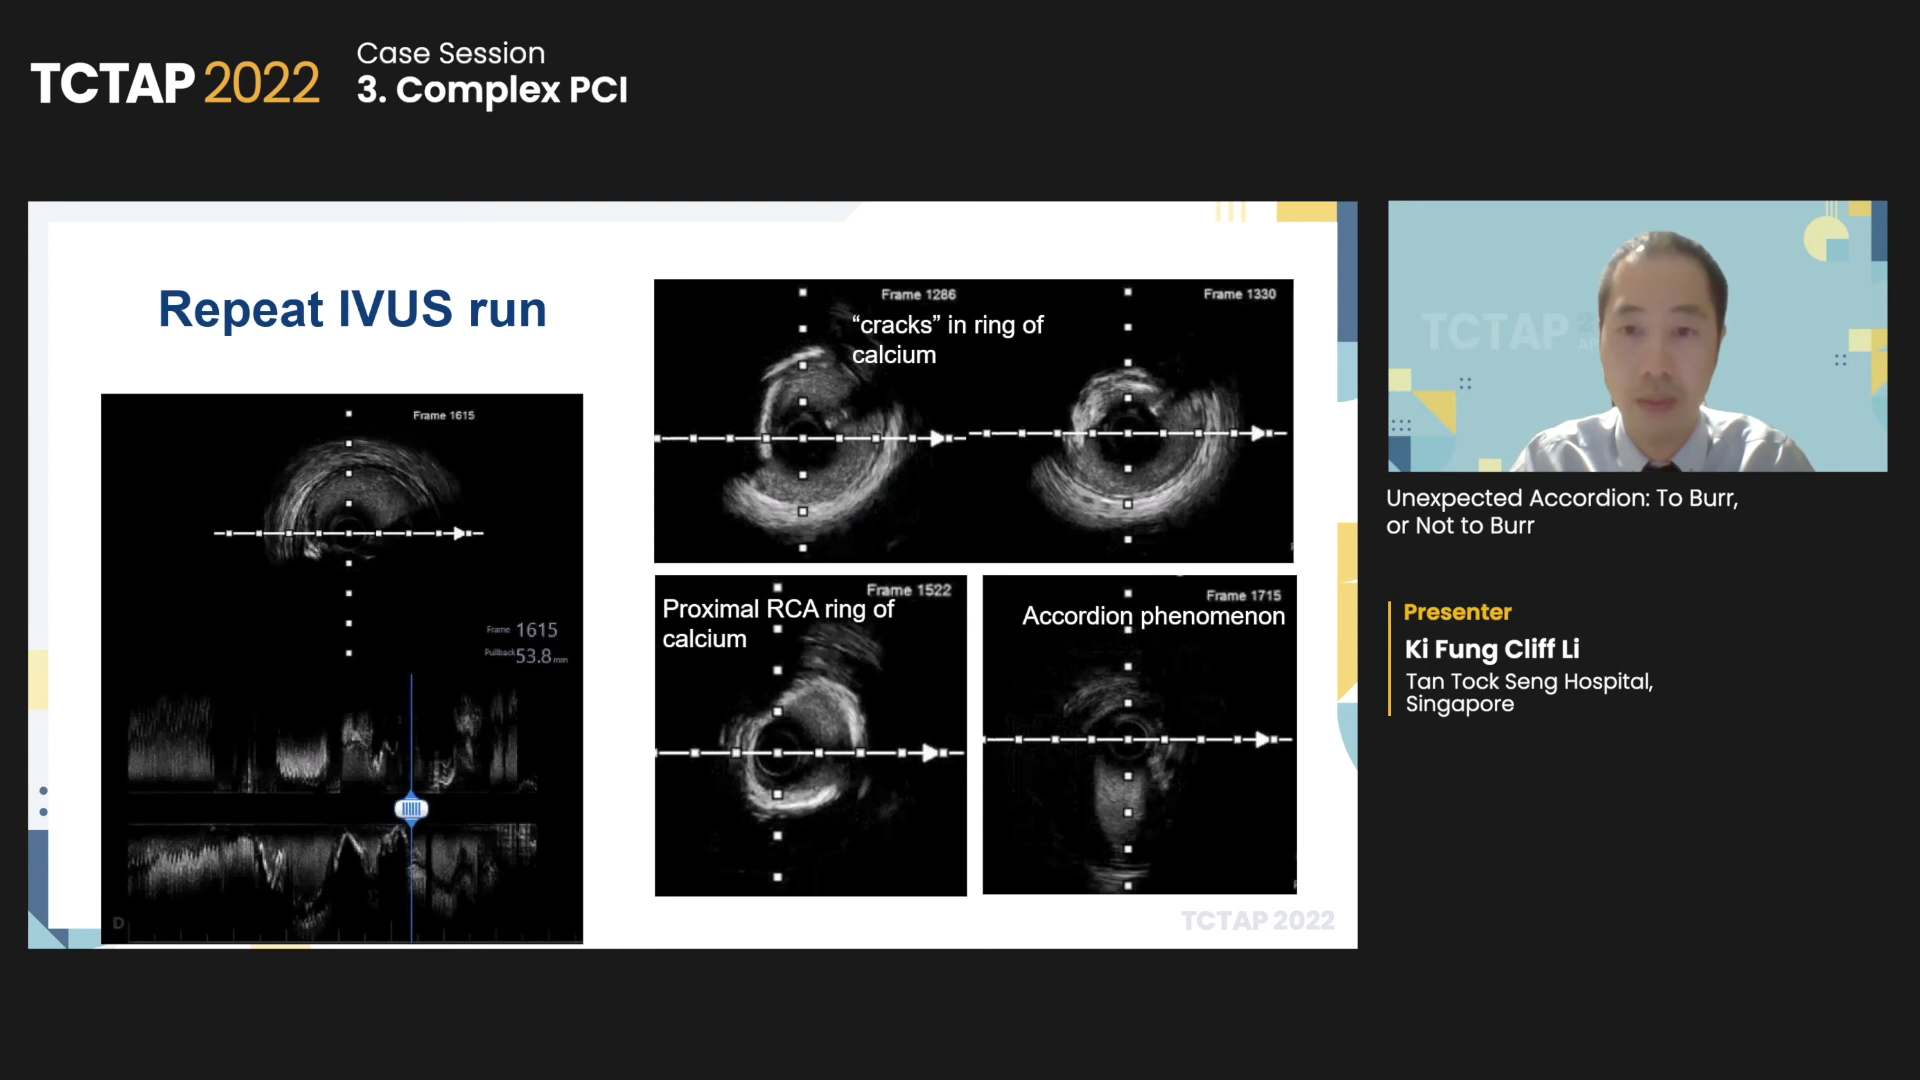 TCTAP 2022
Case Session
3. Complex PCI
Repeat IVUS run
Frame 1615
Frame 1615
Pullback 53.8 mm
D
Frame 1286
"cracks" in ring of
calcium
Frame 1330
Frame 1522
Proximal RCA ring of
calcium
Frame 1715
Accordion phenomenon
TCTAP 2022
TCTAP
Unexpected Accordion: To Burr,
or Not to Burr
Presenter
Ki Fung Cliff Li
Tan Tock Seng Hospital,
Singapore